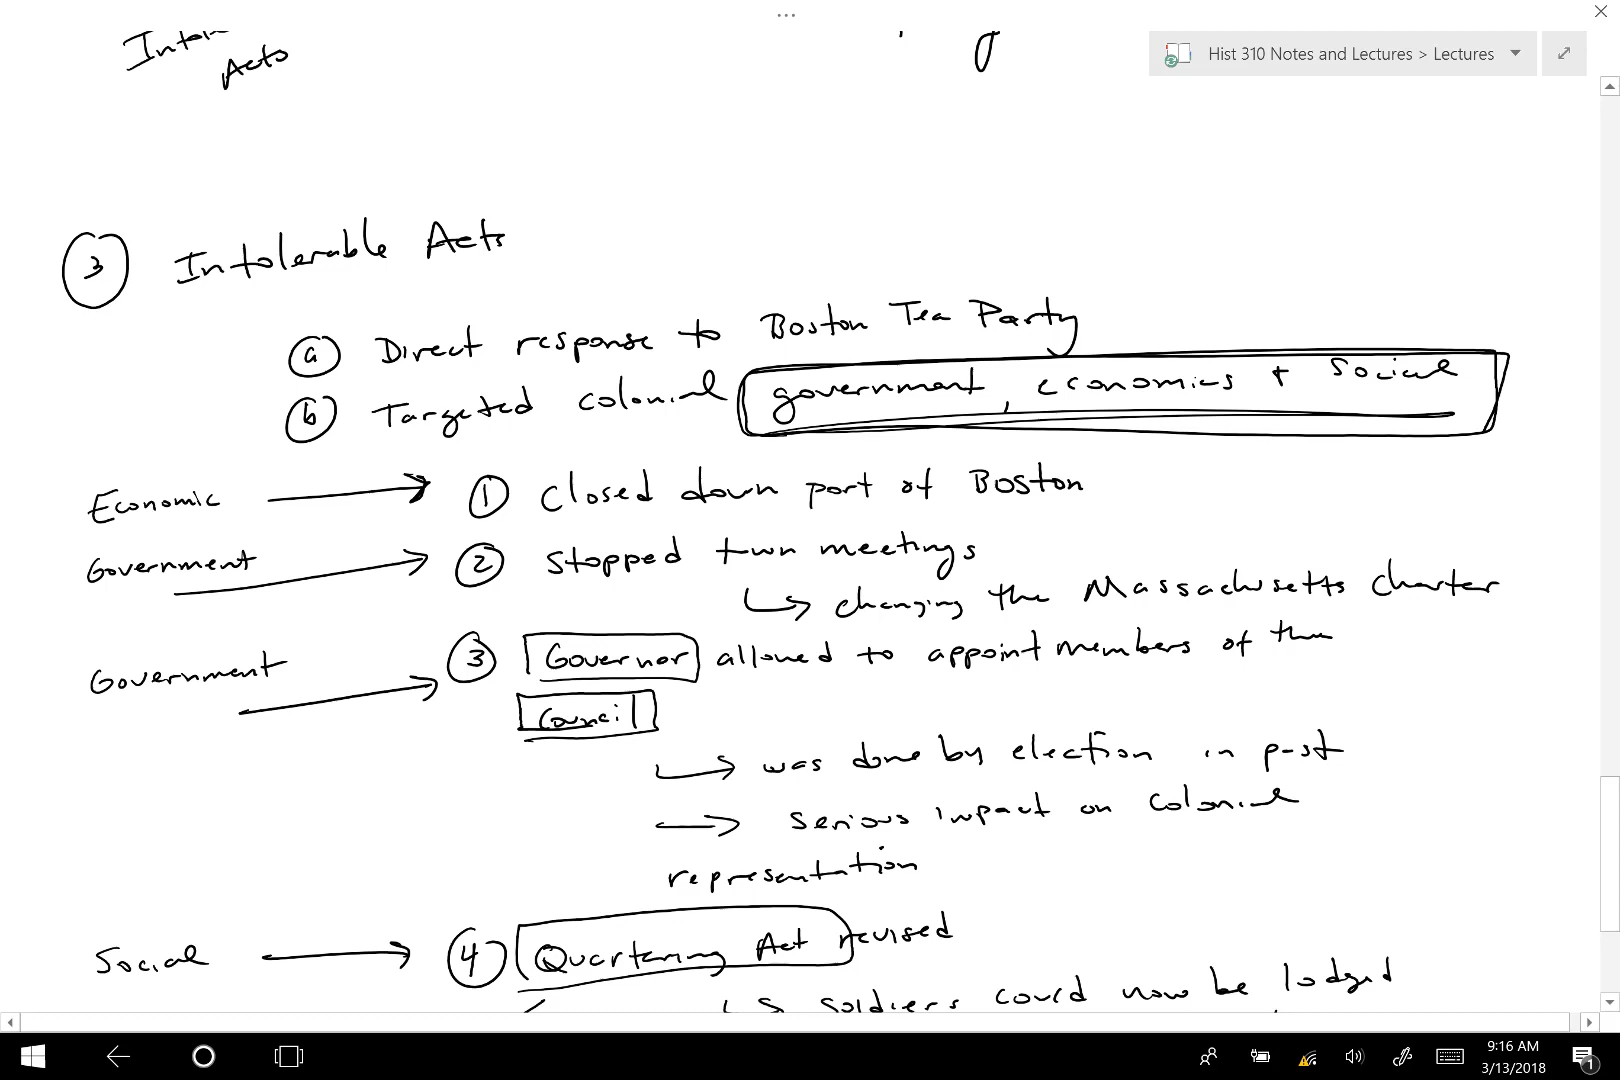 Acts
Hist 310 Notes and Lectures > Lectures
3 Intolerable Acts
a Direct response to Boston Tea Party
b Targeted colonial government, economics + social
Economic → 1 Closed down port of Boston
Government → 2 Stopped town meetings
↳ changing the Massachusetts charter
Government → 3 Governor allowed to appoint members of the
Council
↳ was done by election in past
→ serious impact on colonial
representation
Social → 4 Quartering Act revised
↳ soldiers could now be lodged
9:16 AM
3/13/2018
1